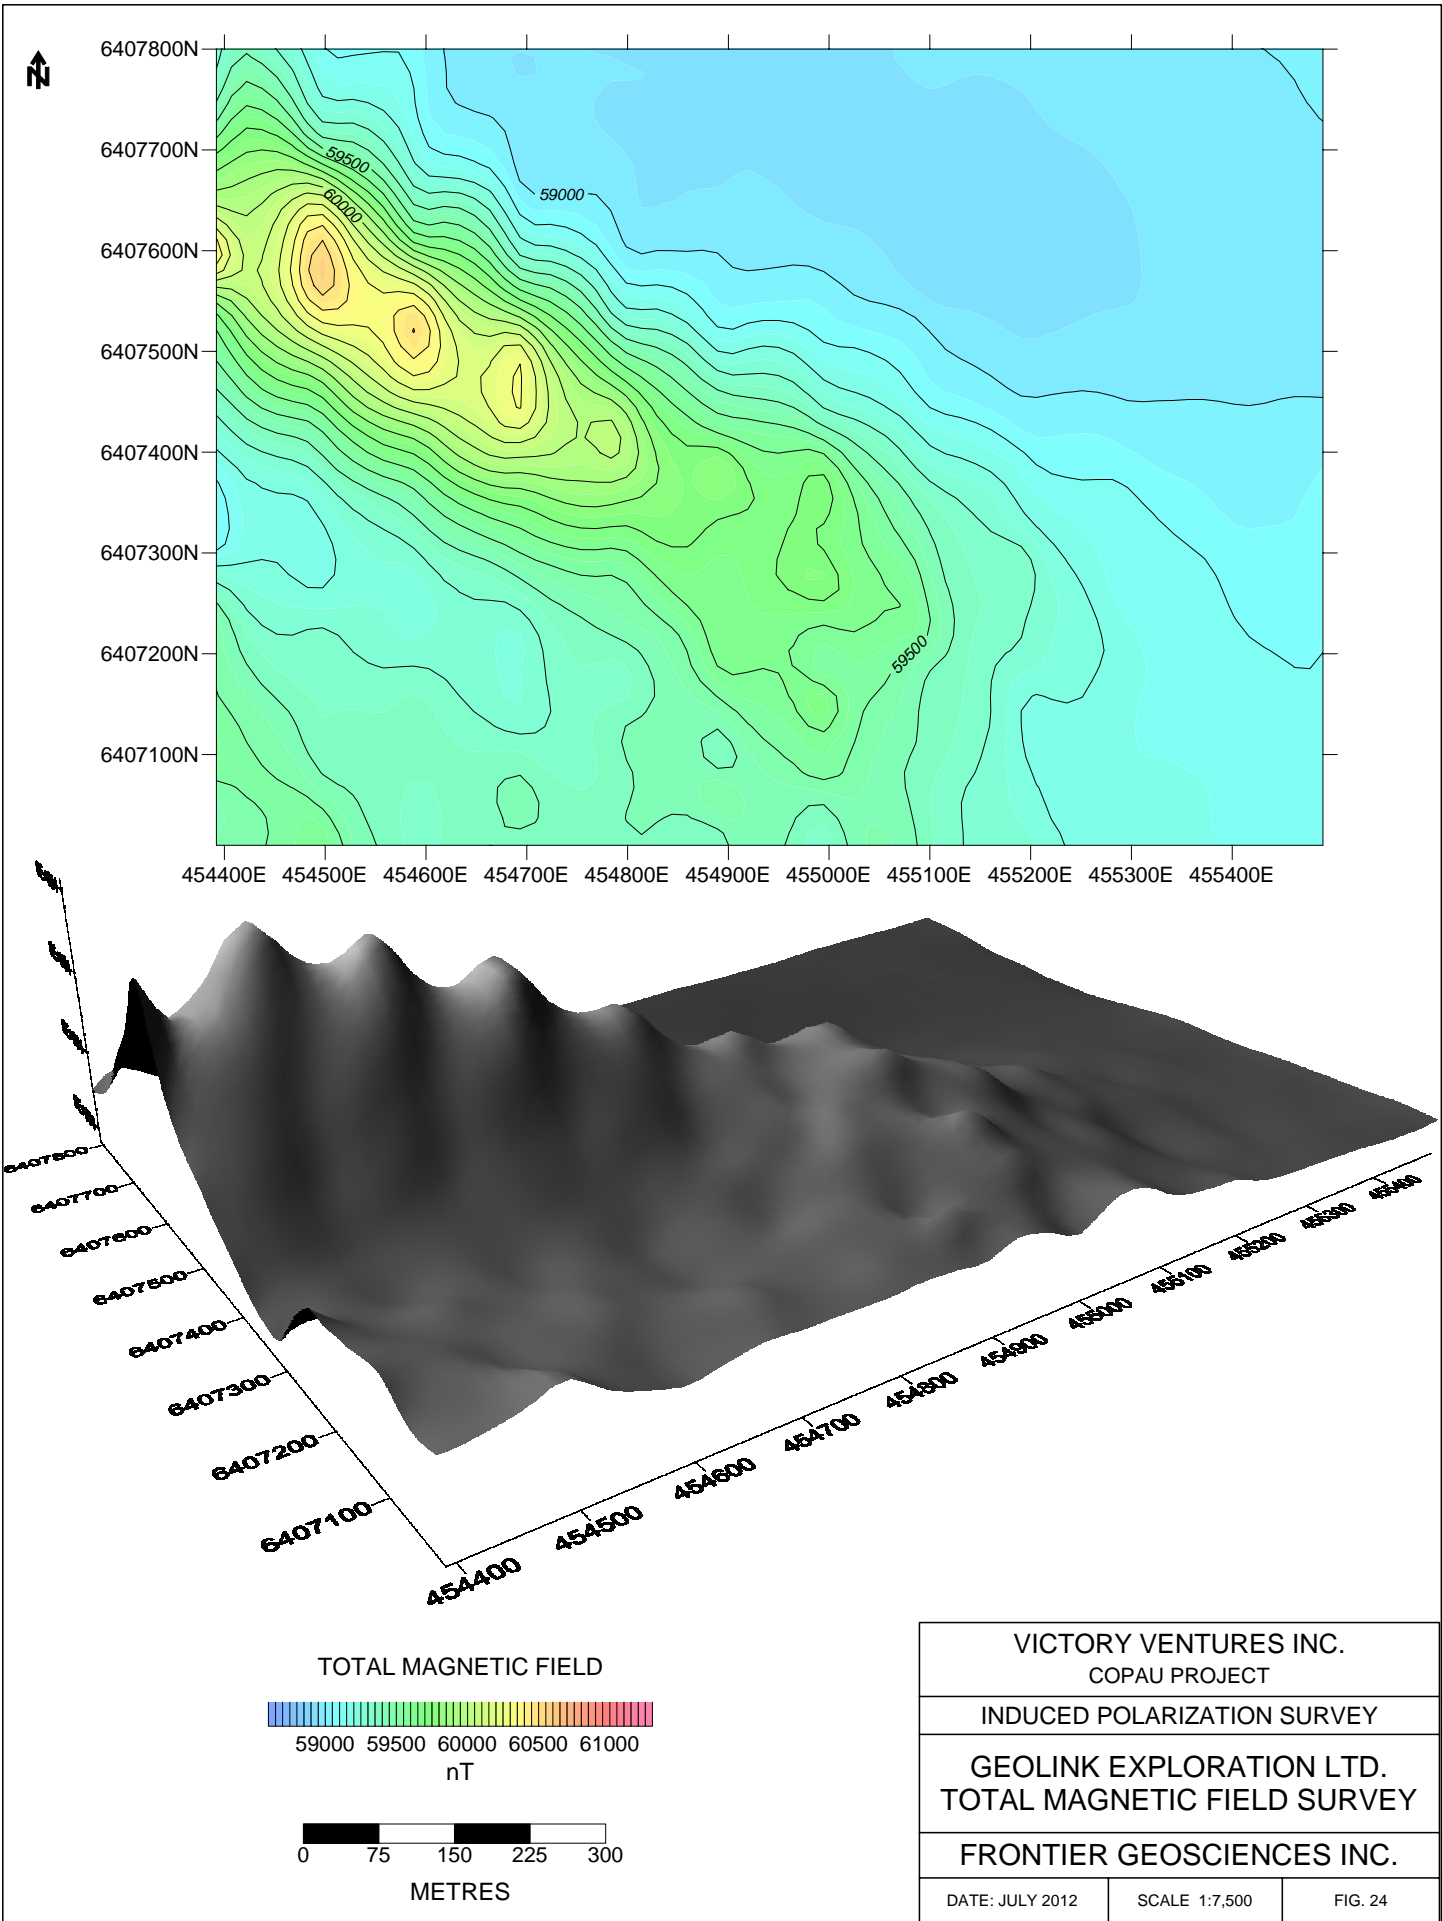 N
6407800N
6407700N
6407600N
6407500N
6407400N
6407300N
6407200N
6407100N
59500
60000
59000
59500
454400E 454500E 454600E 454700E 454800E 454900E 455000E 455100E 455200E 455300E 455400E
6407800
6407700
6407600
6407500
6407400
6407300
6407200
6407100
454400
454500
454600
454700
454800
454900
455000
455100
455200
455300
455400
TOTAL MAGNETIC FIELD
59000 59500 60000 60500 61000
nT
0 75 150 225 300
METRES
VICTORY VENTURES INC.
COPAU PROJECT
INDUCED POLARIZATION SURVEY
GEOLINK EXPLORATION LTD.
TOTAL MAGNETIC FIELD SURVEY
FRONTIER GEOSCIENCES INC.
DATE: JULY 2012 SCALE 1:7,500 FIG. 24